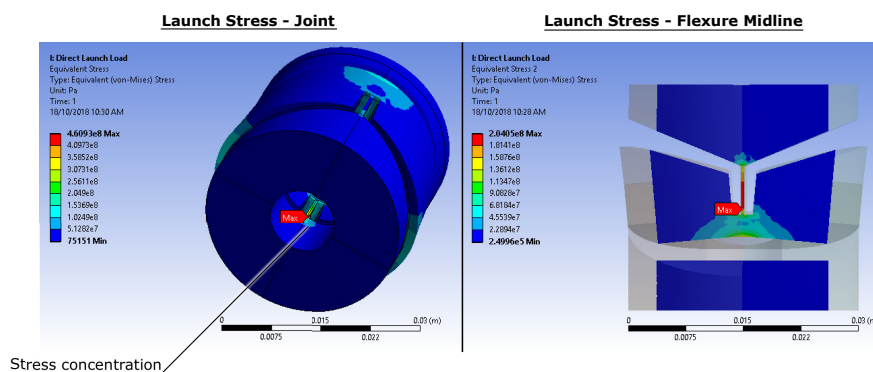 Launch Stress - Joint
I: Direct Launch Load
Equivalent Stress
Type: Equivalent (von-Mises) Stress
Unit: Pa
Time: 1
18/10/2018 10:30 AM
4.6093e8 Max
4.0973e8
3.5852e8
3.0731e8
2.5611e8
2.049e8
1.5369e8
1.0249e8
5.1282e7
75151 Min
Max
0
0.015
0.03 (m)
0.0075
0.022
Stress concentration
Launch Stress - Flexure Midline
I: Direct Launch Load
Equivalent Stress 2
Type: Equivalent (von-Mises) Stress
Unit: Pa
Time: 1
18/10/2018 10:28 AM
2.0405e8 Max
1.8141e8
1.5876e8
1.3612e8
1.1347e8
9.0828e7
6.8184e7
4.5539e7
2.2894e7
2.4996e5 Min
Max
0
0.015
0.03 (m)
0.0075
0.022